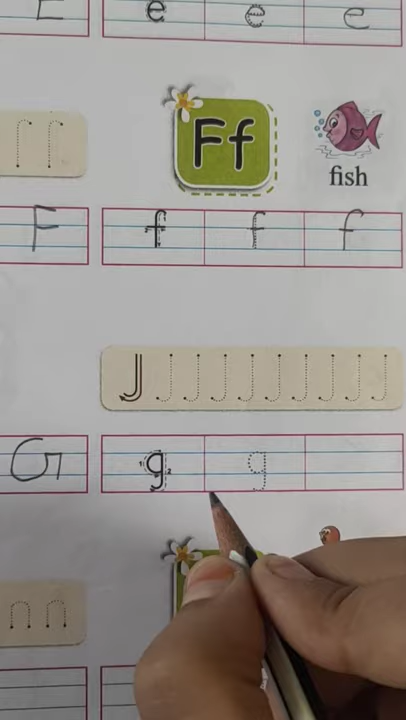 E e e e
Ff
fish
F f f f
G g g